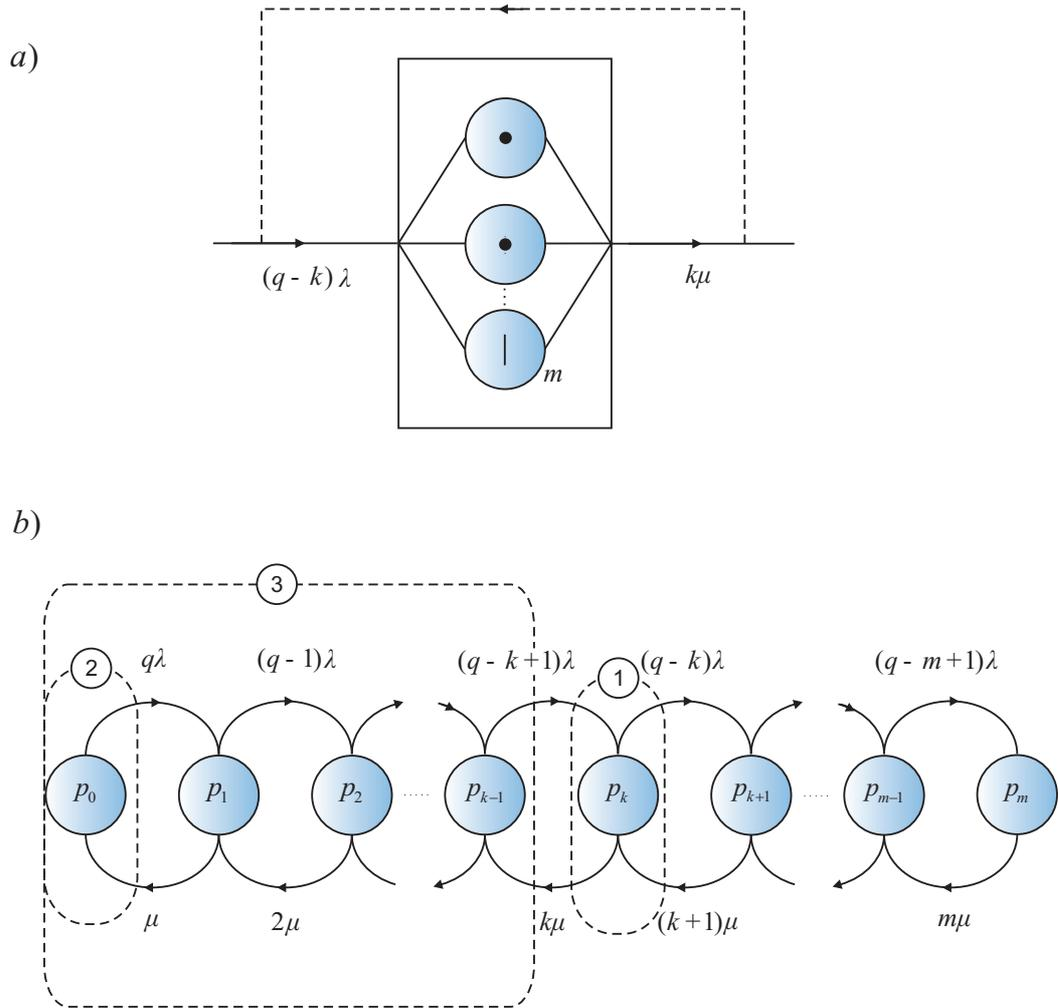 a)
(q - k) λ
kμ
m
b)
3
2
qλ
(q - 1)λ
(q - k+1)λ
1
(q - k)λ
(q - m+1)λ
p₀
p₁
p₂
......
pₖ₋₁
pₖ
pₖ₊₁
......
pₘ₋₁
pₘ
μ
2μ
kμ
(k+1)μ
mμ